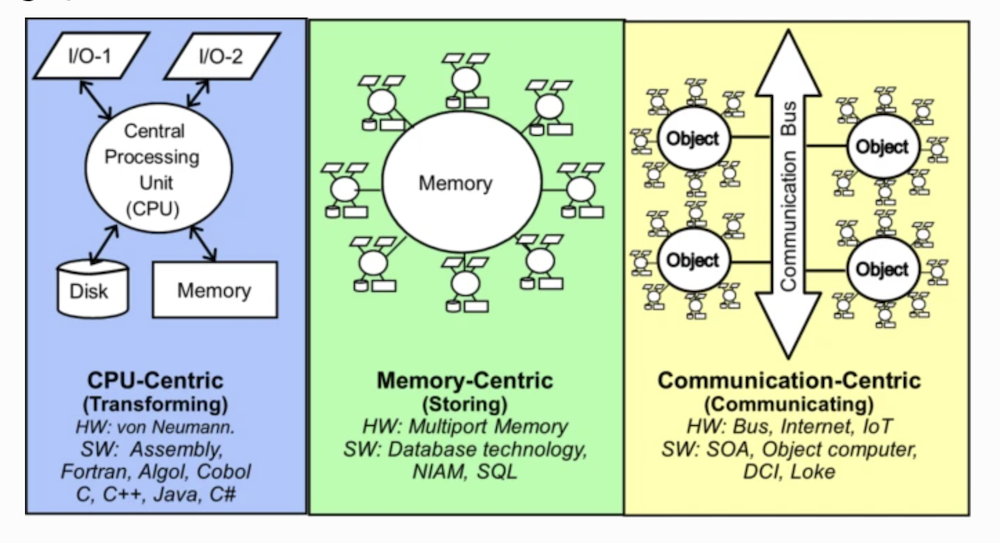 I/O-1
I/O-2
Central
Processing
Unit
(CPU)
Disk
Memory
CPU-Centric
(Transforming)
HW: von Neumann.
SW: Assembly,
Fortran, Algol, Cobol
C, C++, Java, C#
Memory
Memory-Centric
(Storing)
HW: Multiport Memory
SW: Database technology,
NIAM, SQL
Object
Object
Object
Object
Communication Bus
Communication-Centric
(Communicating)
HW: Bus, Internet, IoT
SW: SOA, Object computer,
DCI, Loke